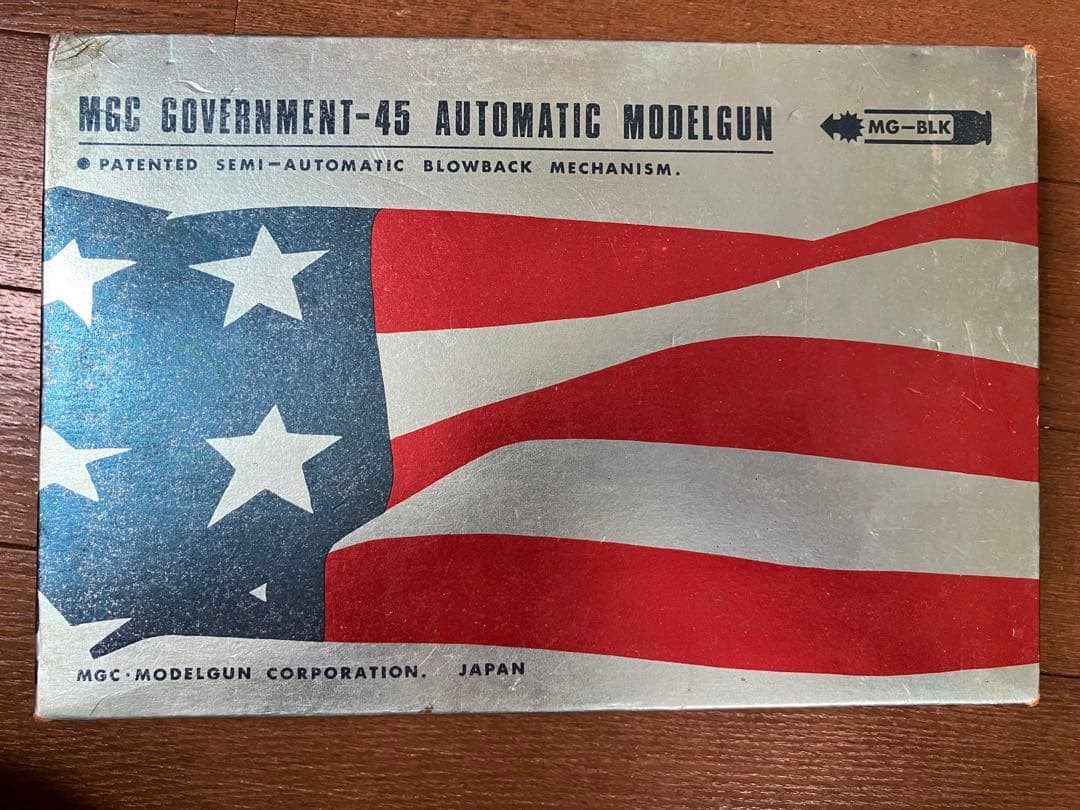 MGC GOVERNMENT-45 AUTOMATIC MODELGUN
MG-BLK
● PATENTED SEMI-AUTOMATIC BLOWBACK MECHANISM.
MGC·MODELGUN CORPORATION. JAPAN